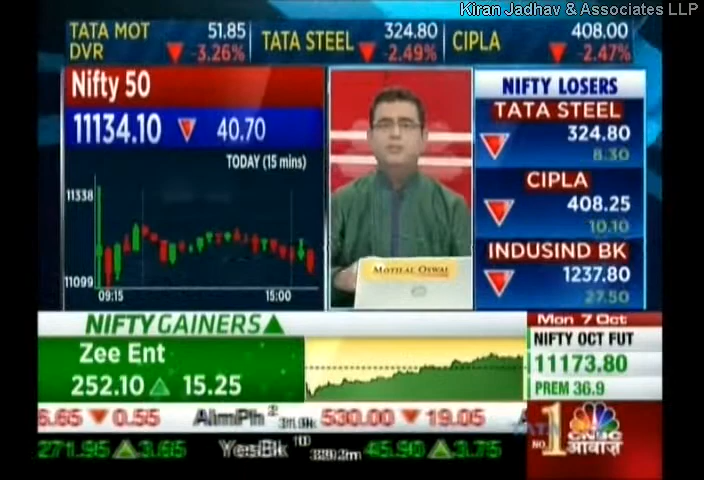 Kiran Jadhav & Associates LLP
TATA MOT DVR 51.85 ▼ -3.26%
TATA STEEL 324.80 ▼ -2.49%
CIPLA 408.00 ▼ -2.47%
Nifty 50
11134.10 ▼ 40.70
TODAY (15 mins)
11338
11099
09:15 15:00
MOTILAL OSWAL
NIFTY LOSERS
TATA STEEL
▼ 324.80
8.30
CIPLA
▼ 408.25
10.10
INDUSIND BK
▼ 1237.80
27.50
NIFTY GAINERS ▲
Zee Ent
252.10 ▲ 15.25
Mon 7 Oct
NIFTY OCT FUT
11173.80
PREM 36.9
6.65 ▼ 0.55 530.00 ▼ 19.05
271.95 ▲ 3.65 YesBk 45.90 ▲ 3.75
NO.1 CNBC
आवाज़